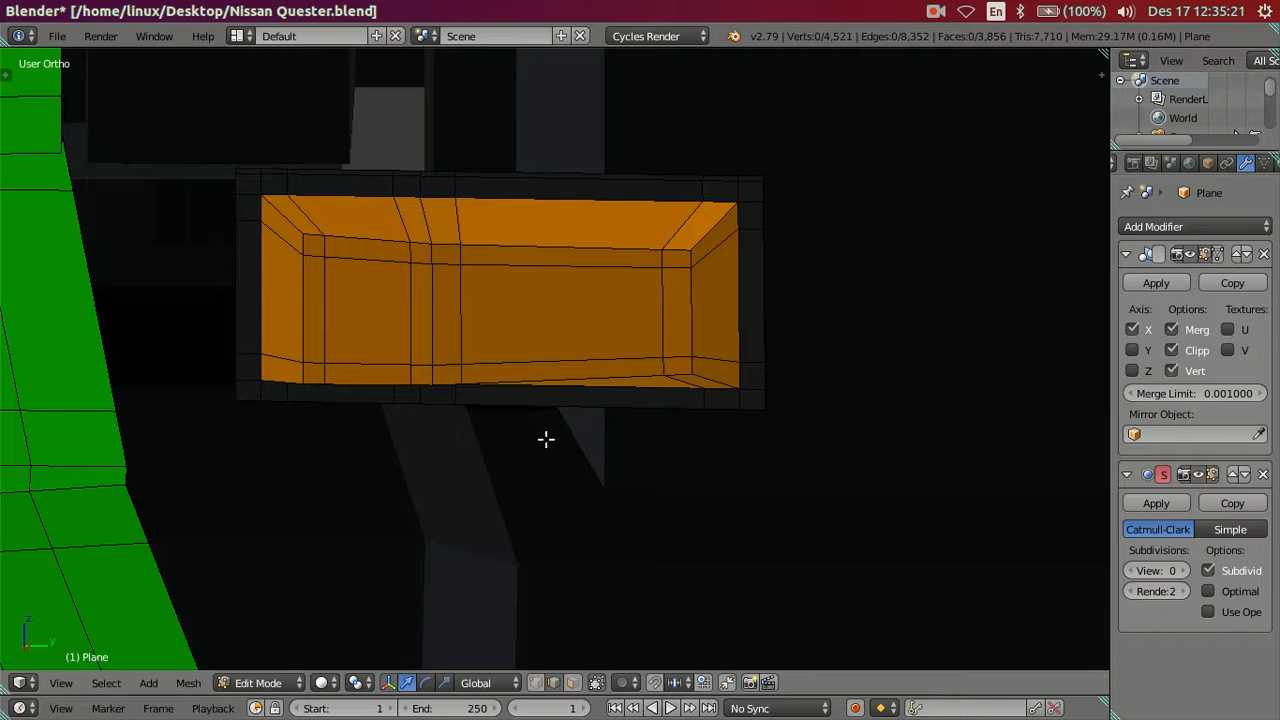 Blender* [/home/linux/Desktop/Nissan Quester.blend] En (100%) Des 17 12:35:21
File Render Window Help Default Scene Cycles Render v2.79 | Verts:0/4,521 | Edges:0/8,352 | Faces:0/3,856 | Tris:7,710 | Mem:29.17M (0.16M) | Plane
User Ortho
View Search All Sc
Scene
RenderL
World
Plane
Add Modifier
Apply Copy
Axis: Options: Textures:
X Merg U
Y Clipp V
Z Vert
Merge Limit: 0.001000
Mirror Object:
S
Apply Copy
Catmull-Clark Simple
Subdivisions: Options:
View: 0 Subdivid
Rende:2 Optimal
Use Ope
z
y
(1) Plane
View Select Add Mesh Edit Mode Global
View Marker Frame Playback Start: 1 End: 250 1 No Sync